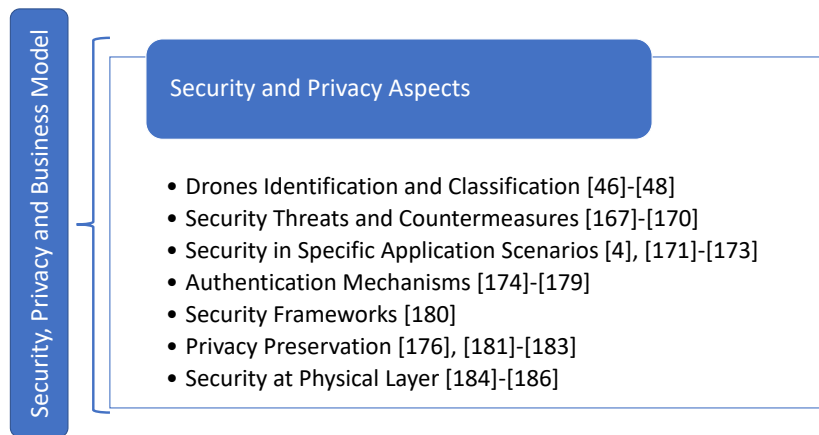 Security, Privacy and Business Model
Security and Privacy Aspects
• Drones Identification and Classification [46]-[48]
• Security Threats and Countermeasures [167]-[170]
• Security in Specific Application Scenarios [4], [171]-[173]
• Authentication Mechanisms [174]-[179]
• Security Frameworks [180]
• Privacy Preservation [176], [181]-[183]
• Security at Physical Layer [184]-[186]